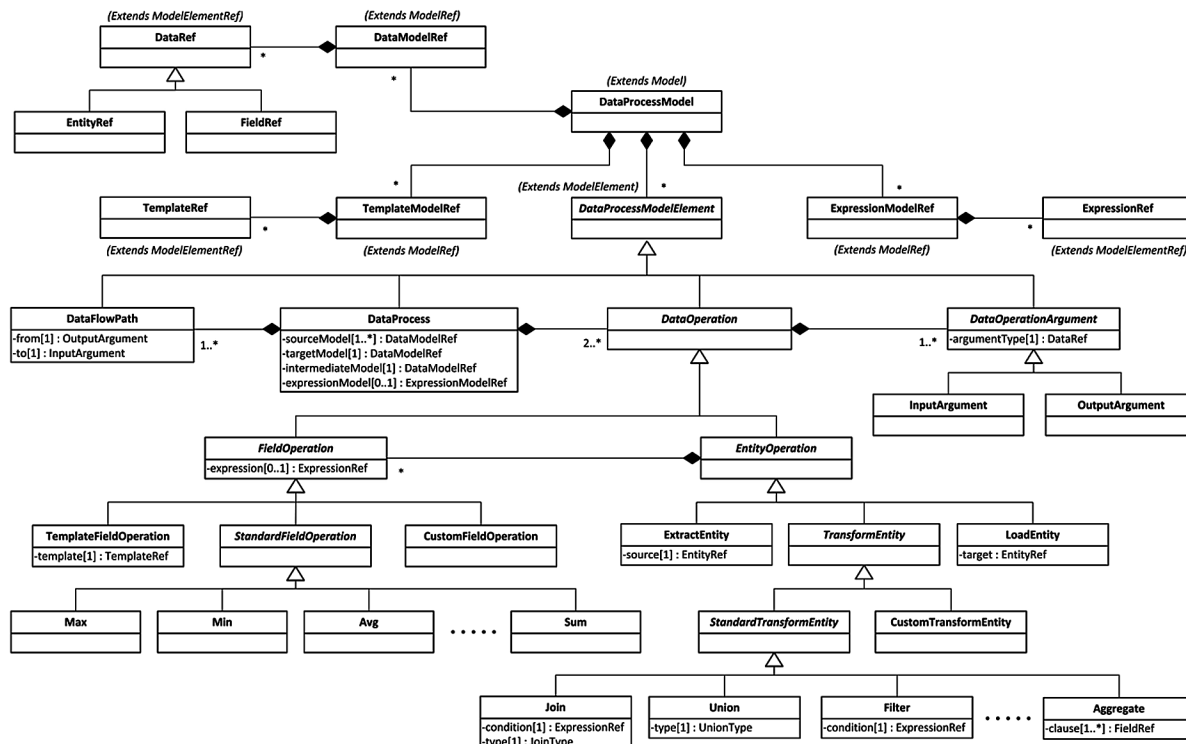 (Extends ModelElementRef)
(Extends ModelRef)
DataRef
DataModelRef
*
*
(Extends Model)
DataProcessModel
EntityRef
FieldRef
*
(Extends ModelElement)
*
*
TemplateRef
TemplateModelRef
DataProcessModelElement
ExpressionModelRef
ExpressionRef
*
*
(Extends ModelElementRef)
(Extends ModelRef)
(Extends ModelRef)
(Extends ModelElementRef)
DataFlowPath
-from[1] : OutputArgument
-to[1] : InputArgument
1..*
DataProcess
-sourceModel[1..*] : DataModelRef
-targetModel[1] : DataModelRef
-intermediateModel[1] : DataModelRef
-expressionModel[0..1] : ExpressionModelRef
2..*
DataOperation
1..*
DataOperationArgument
-argumentType[1] : DataRef
InputArgument
OutputArgument
FieldOperation
-expression[0..1] : ExpressionRef
*
EntityOperation
TemplateFieldOperation
-template[1] : TemplateRef
StandardFieldOperation
CustomFieldOperation
ExtractEntity
-source[1] : EntityRef
TransformEntity
LoadEntity
-target : EntityRef
Max
Min
Avg
.....
Sum
StandardTransformEntity
CustomTransformEntity
Join
-condition[1] : ExpressionRef
-type[1] : JoinType
Union
-type[1] : UnionType
Filter
-condition[1] : ExpressionRef
.....
Aggregate
-clause[1..*] : FieldRef